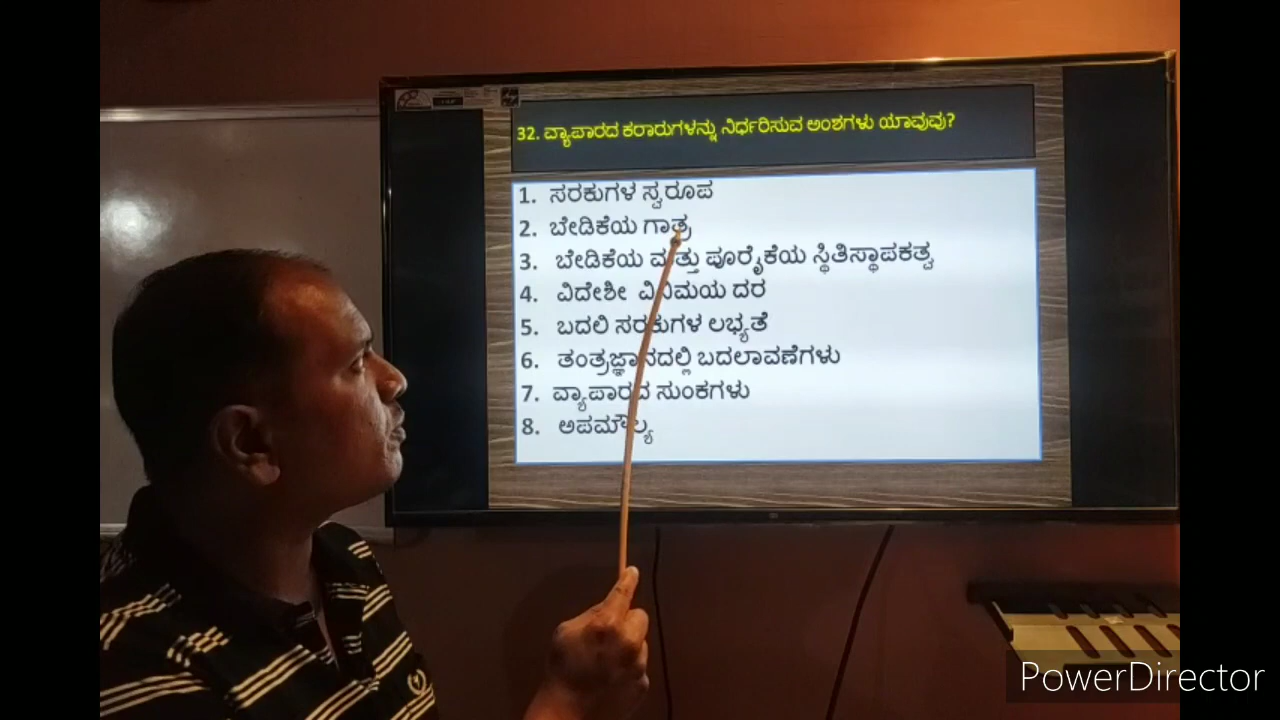 32. ವ್ಯಾಪಾರದ ಕರಾರುಗಳನ್ನು ನಿರ್ಧರಿಸುವ ಅಂಶಗಳು ಯಾವುವು?
1. ಸರಕುಗಳ ಸ್ವರೂಪ
2. ಬೇಡಿಕೆಯ ಗಾತ್ರ
3. ಬೇಡಿಕೆಯ ಮತ್ತು ಪೂರೈಕೆಯ ಸ್ಥಿತಿಸ್ಥಾಪಕತ್ವ
4. ವಿದೇಶೀ ವಿನಿಮಯ ದರ
5. ಬದಲಿ ಸರಕುಗಳ ಲಭ್ಯತೆ
6. ತಂತ್ರಜ್ಞಾನದಲ್ಲಿ ಬದಲಾವಣೆಗಳು
7. ವ್ಯಾಪಾರದ ಸುಂಕಗಳು
8. ಅಪಮೌಲ್ಯ
PowerDirector